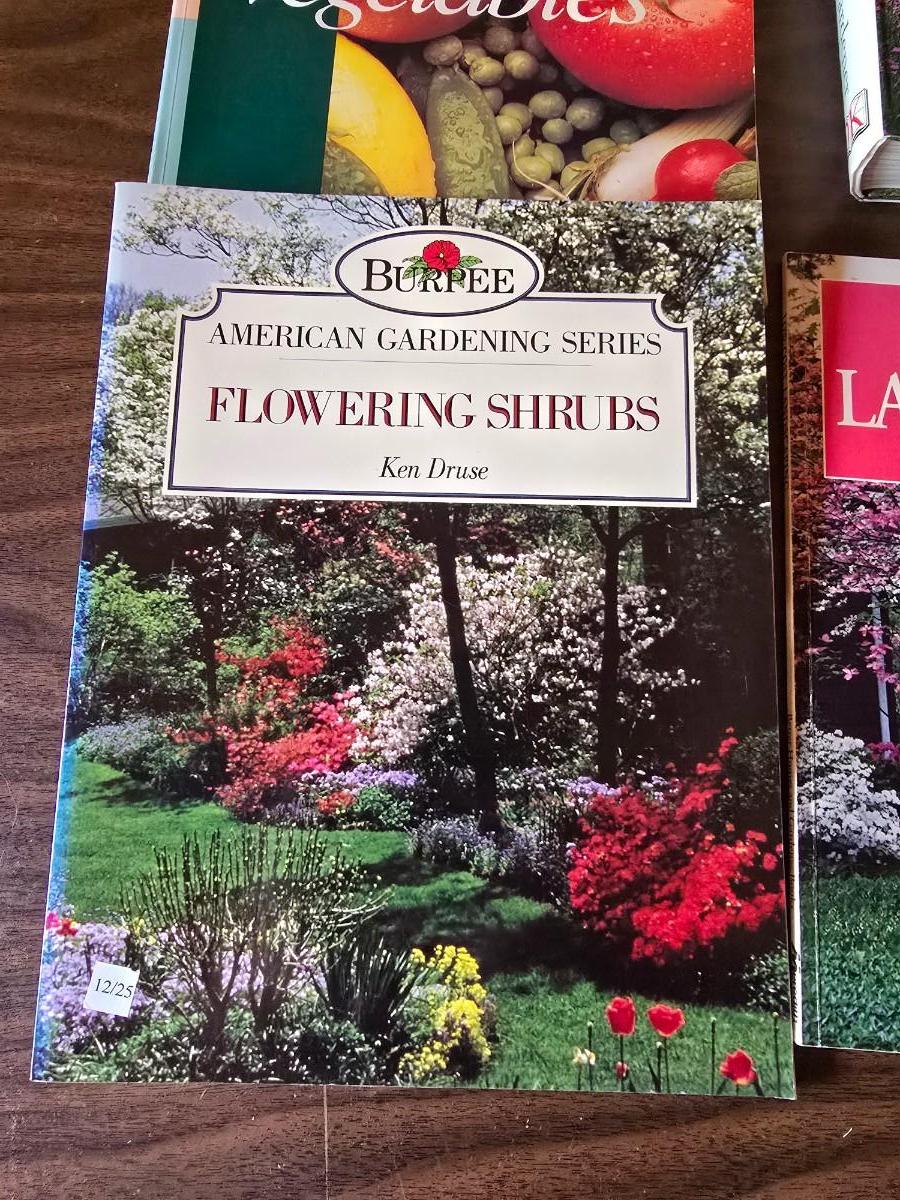 vegetables
BURPEE
AMERICAN GARDENING SERIES
FLOWERING SHRUBS
Ken Druse
LA
12/25